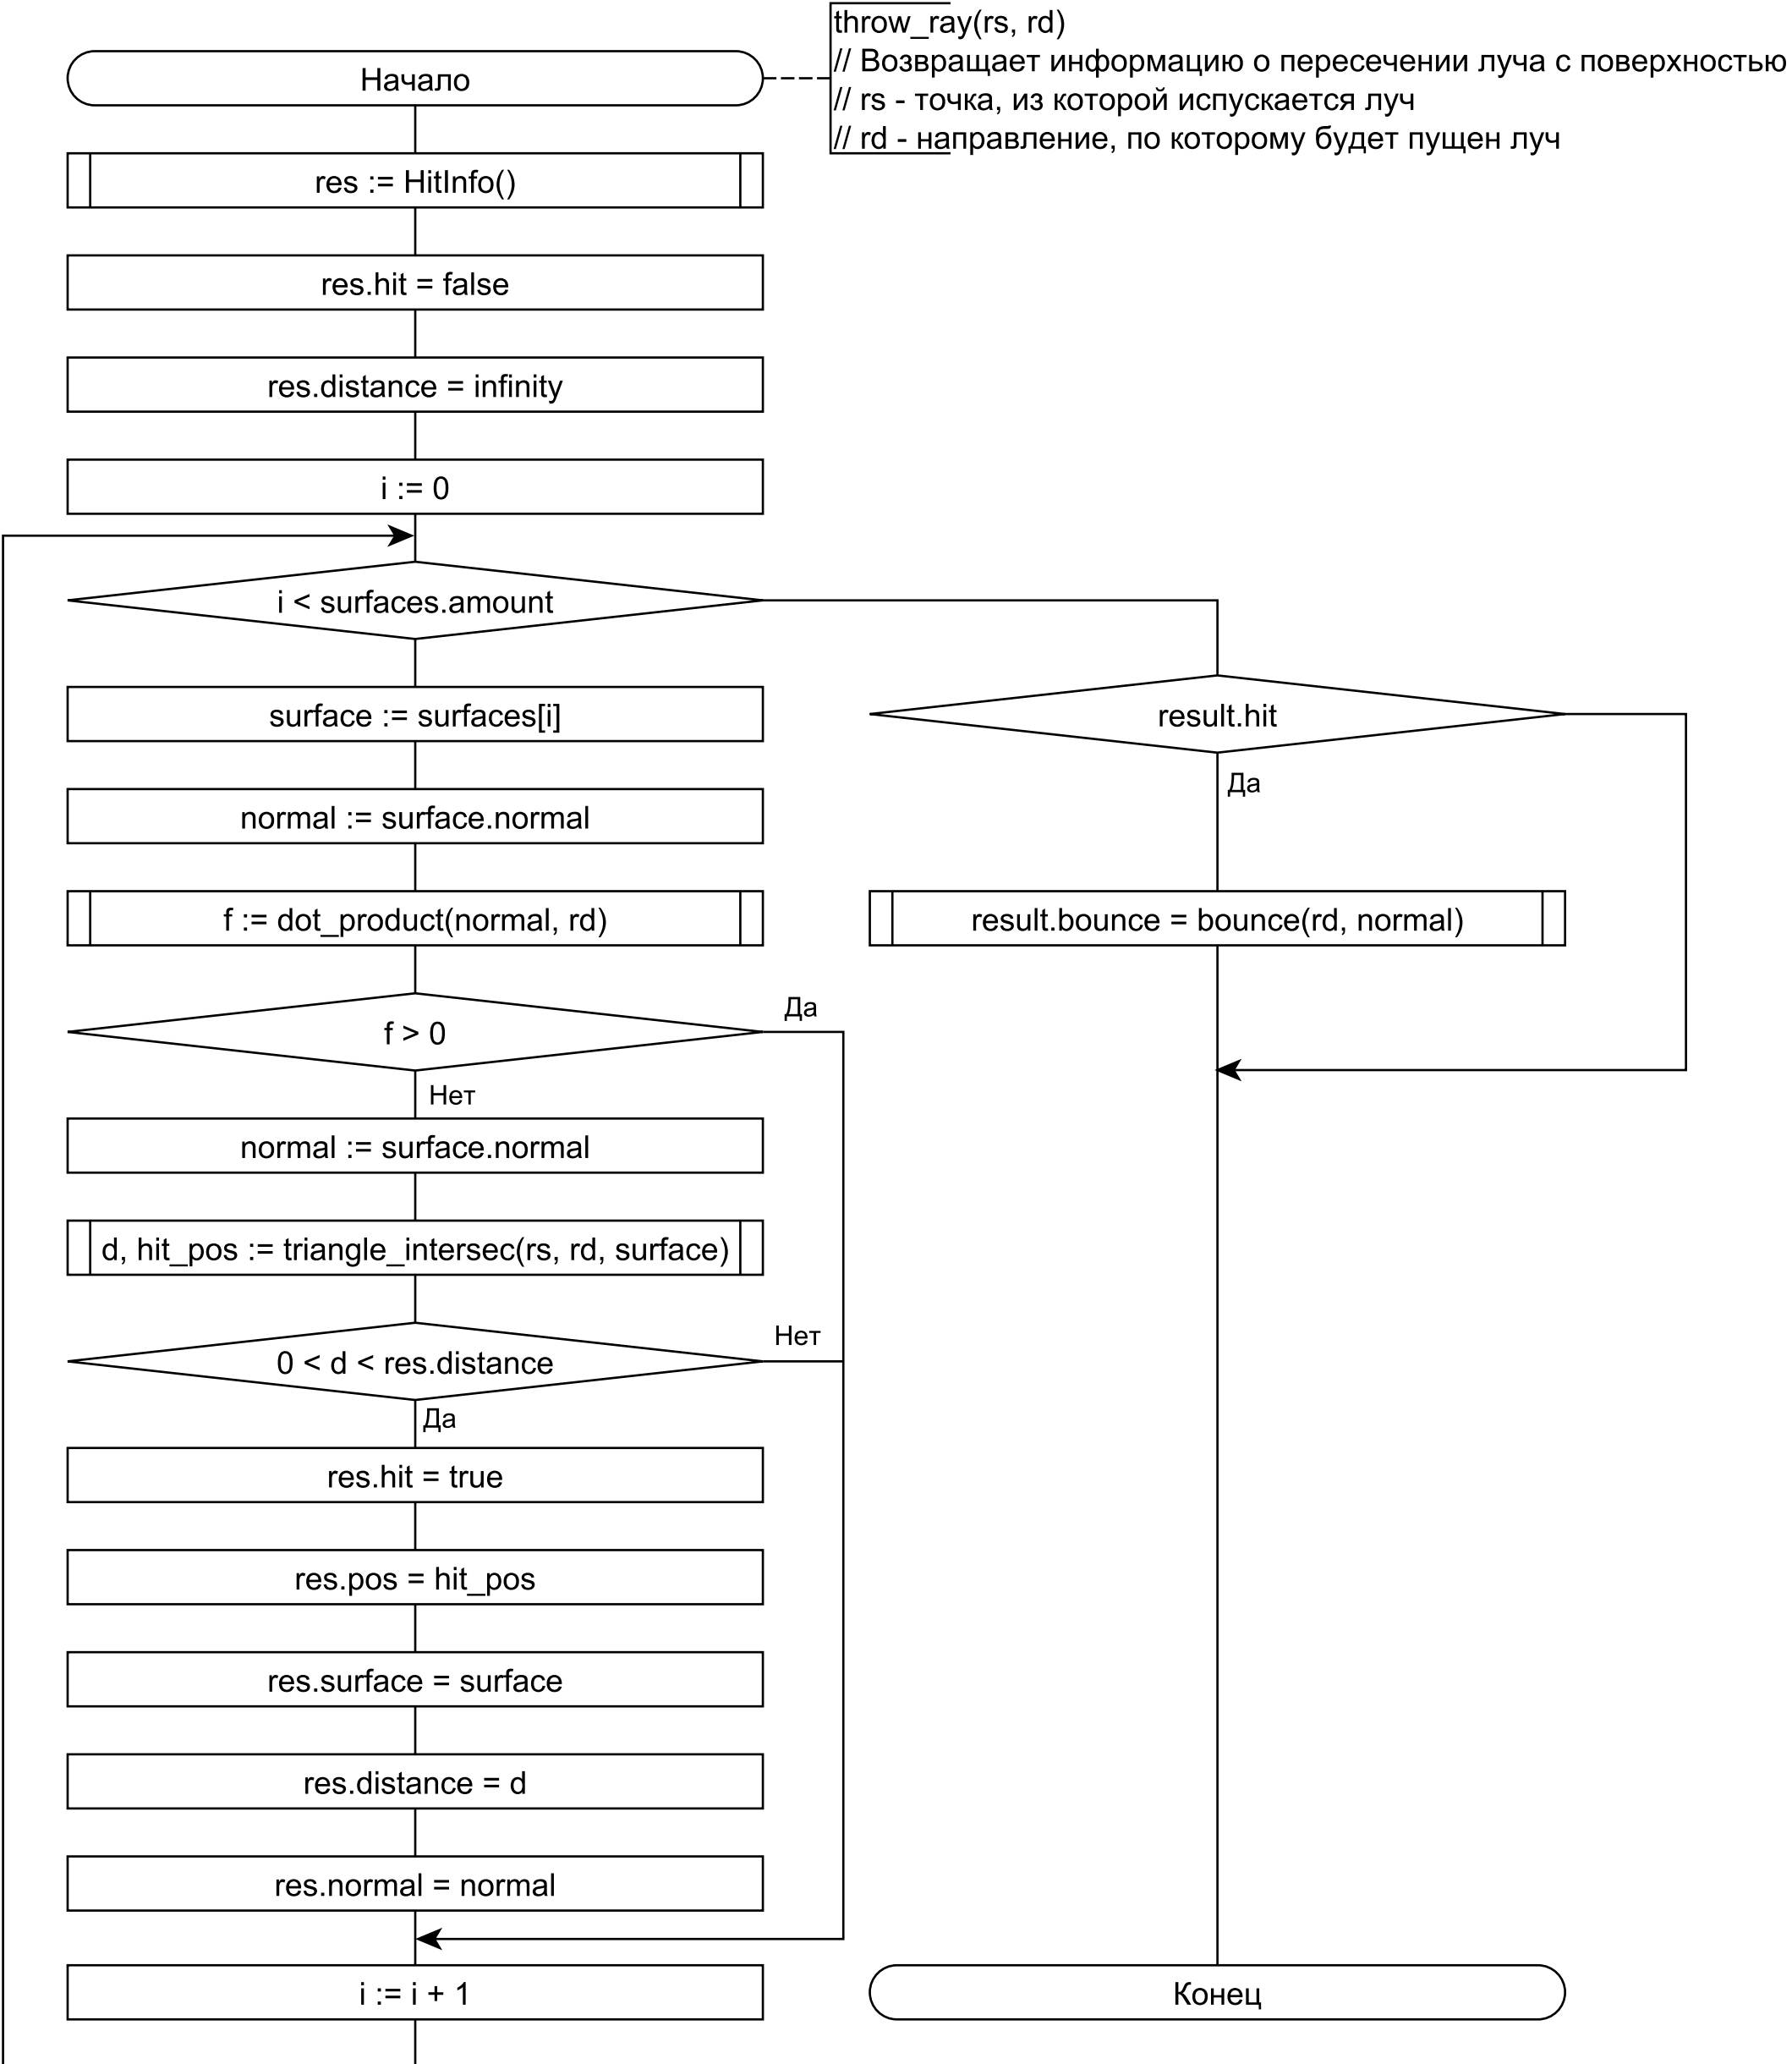 throw_ray(rs, rd)
// Возвращает информацию о пересечении луча с поверхностью
// rs - точка, из которой испускается луч
// rd - направление, по которому будет пущен луч
Начало
res := HitInfo()
res.hit = false
res.distance = infinity
i := 0
i < surfaces.amount
surface := surfaces[i]
normal := surface.normal
f := dot_product(normal, rd)
f > 0
Да
Нет
normal := surface.normal
d, hit_pos := triangle_intersec(rs, rd, surface)
0 < d < res.distance
Нет
Да
res.hit = true
res.pos = hit_pos
res.surface = surface
res.distance = d
res.normal = normal
i := i + 1
result.hit
Да
result.bounce = bounce(rd, normal)
Конец